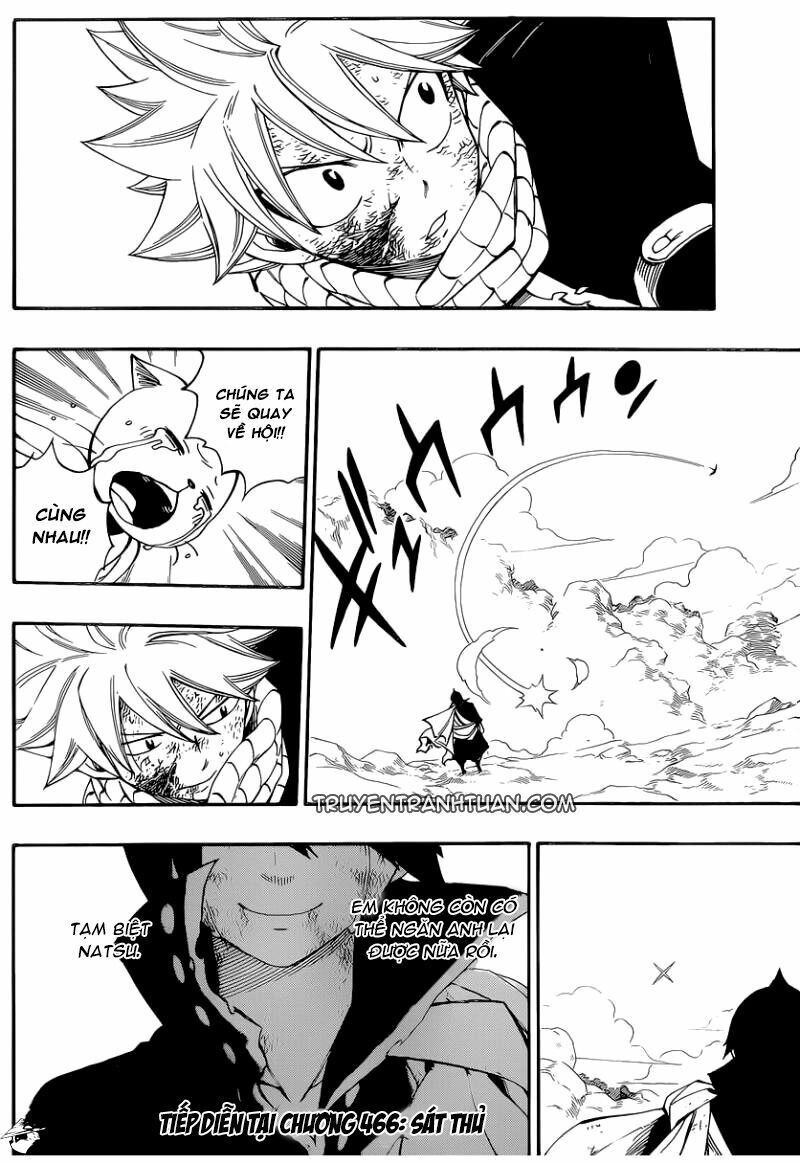 CHÚNG TA
SẼ QUAY
VỀ HỘI!!
CÙNG
NHAU!!
TRUYENTRANHTUAN.COM
EM KHÔNG CÒN CÓ
THỂ NGĂN ANH LẠI
ĐƯỢC NỮA RỒI.
TẠM BIỆT
NATSU.
TIẾP DIỄN TẠI CHƯƠNG 466: SÁT THỦ